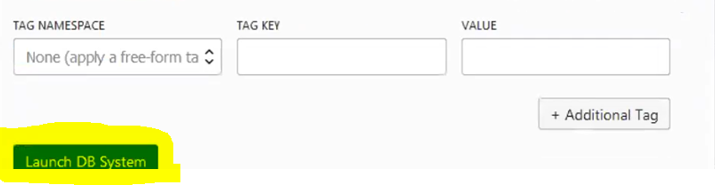 TAG NAMESPACE TAG KEY VALUE
None (apply a free-form ta
+ Additional Tag
Launch DB System